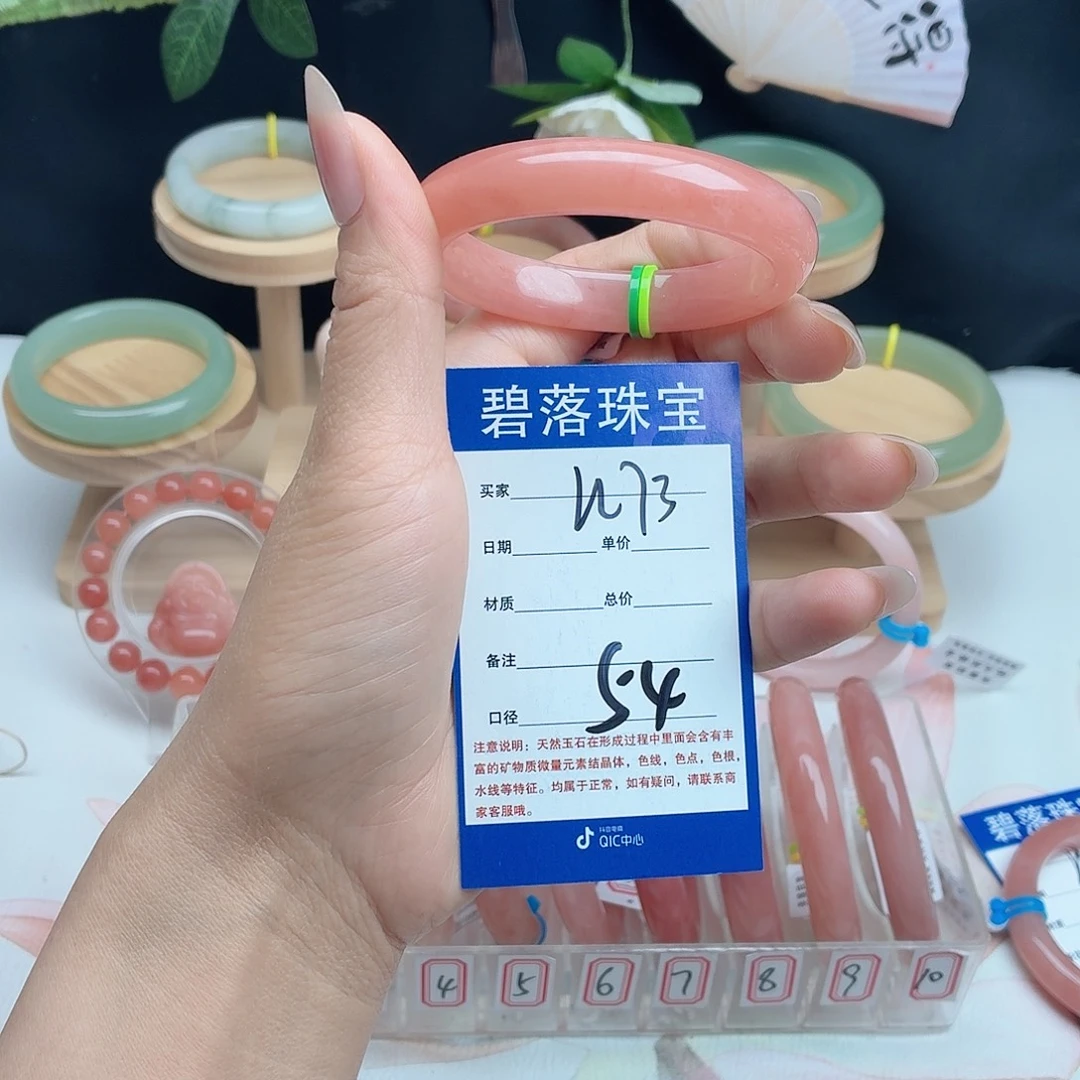 碧落珠宝
买家
日期 单价
材质 总价
备注
口径 54
注意说明：天然玉石在形成过程中里面会含有丰
富的矿物质微量元素结晶体，色线，色点，色根，
水线等特征。均属于正常，如有疑问，请联系商
家客服哦。
抖音电商
QIC中心
碧落珠
4 5 6 7 8 9 10